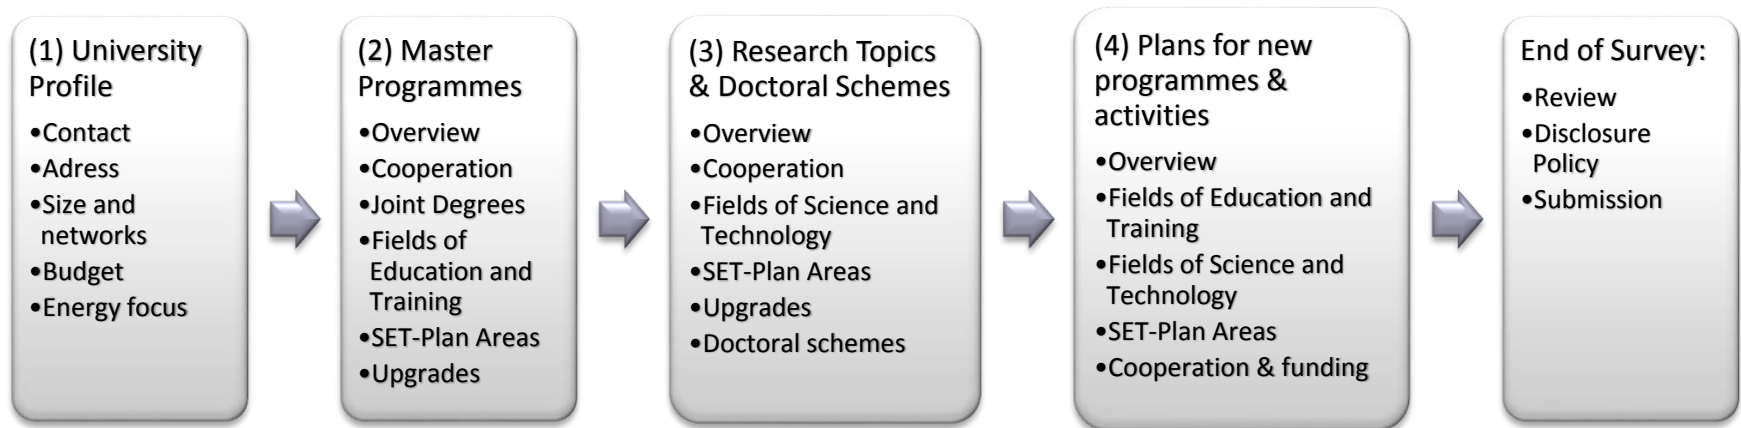 (1) University
Profile
•Contact
•Adress
•Size and
networks
•Budget
•Energy focus
(2) Master
Programmes
•Overview
•Cooperation
•Joint Degrees
•Fields of
Education and
Training
•SET-Plan Areas
•Upgrades
(3) Research Topics
& Doctoral Schemes
•Overview
•Cooperation
•Fields of Science and
Technology
•SET-Plan Areas
•Upgrades
•Doctoral schemes
(4) Plans for new
programmes &
activities
•Overview
•Fields of Education and
Training
•Fields of Science and
Technology
•SET-Plan Areas
•Cooperation & funding
End of Survey:
•Review
•Disclosure
Policy
•Submission